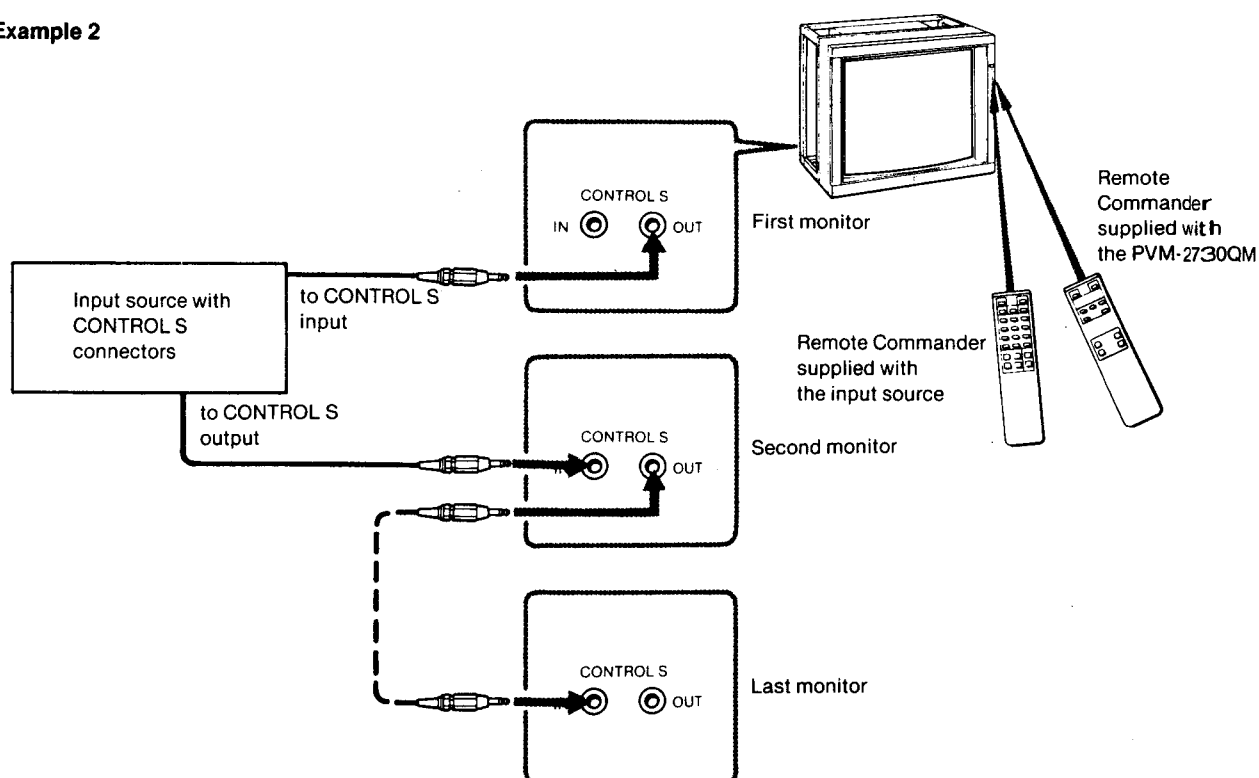 Example 2
CONTROL S
IN
OUT
First monitor
Remote
Commander
supplied with
the PVM-2730QM
Input source with
CONTROL S
connectors
to CONTROL S
input
Remote Commander
supplied with
the input source
to CONTROL S
output
CONTROL S
OUT
Second monitor
CONTROL S
OUT
Last monitor